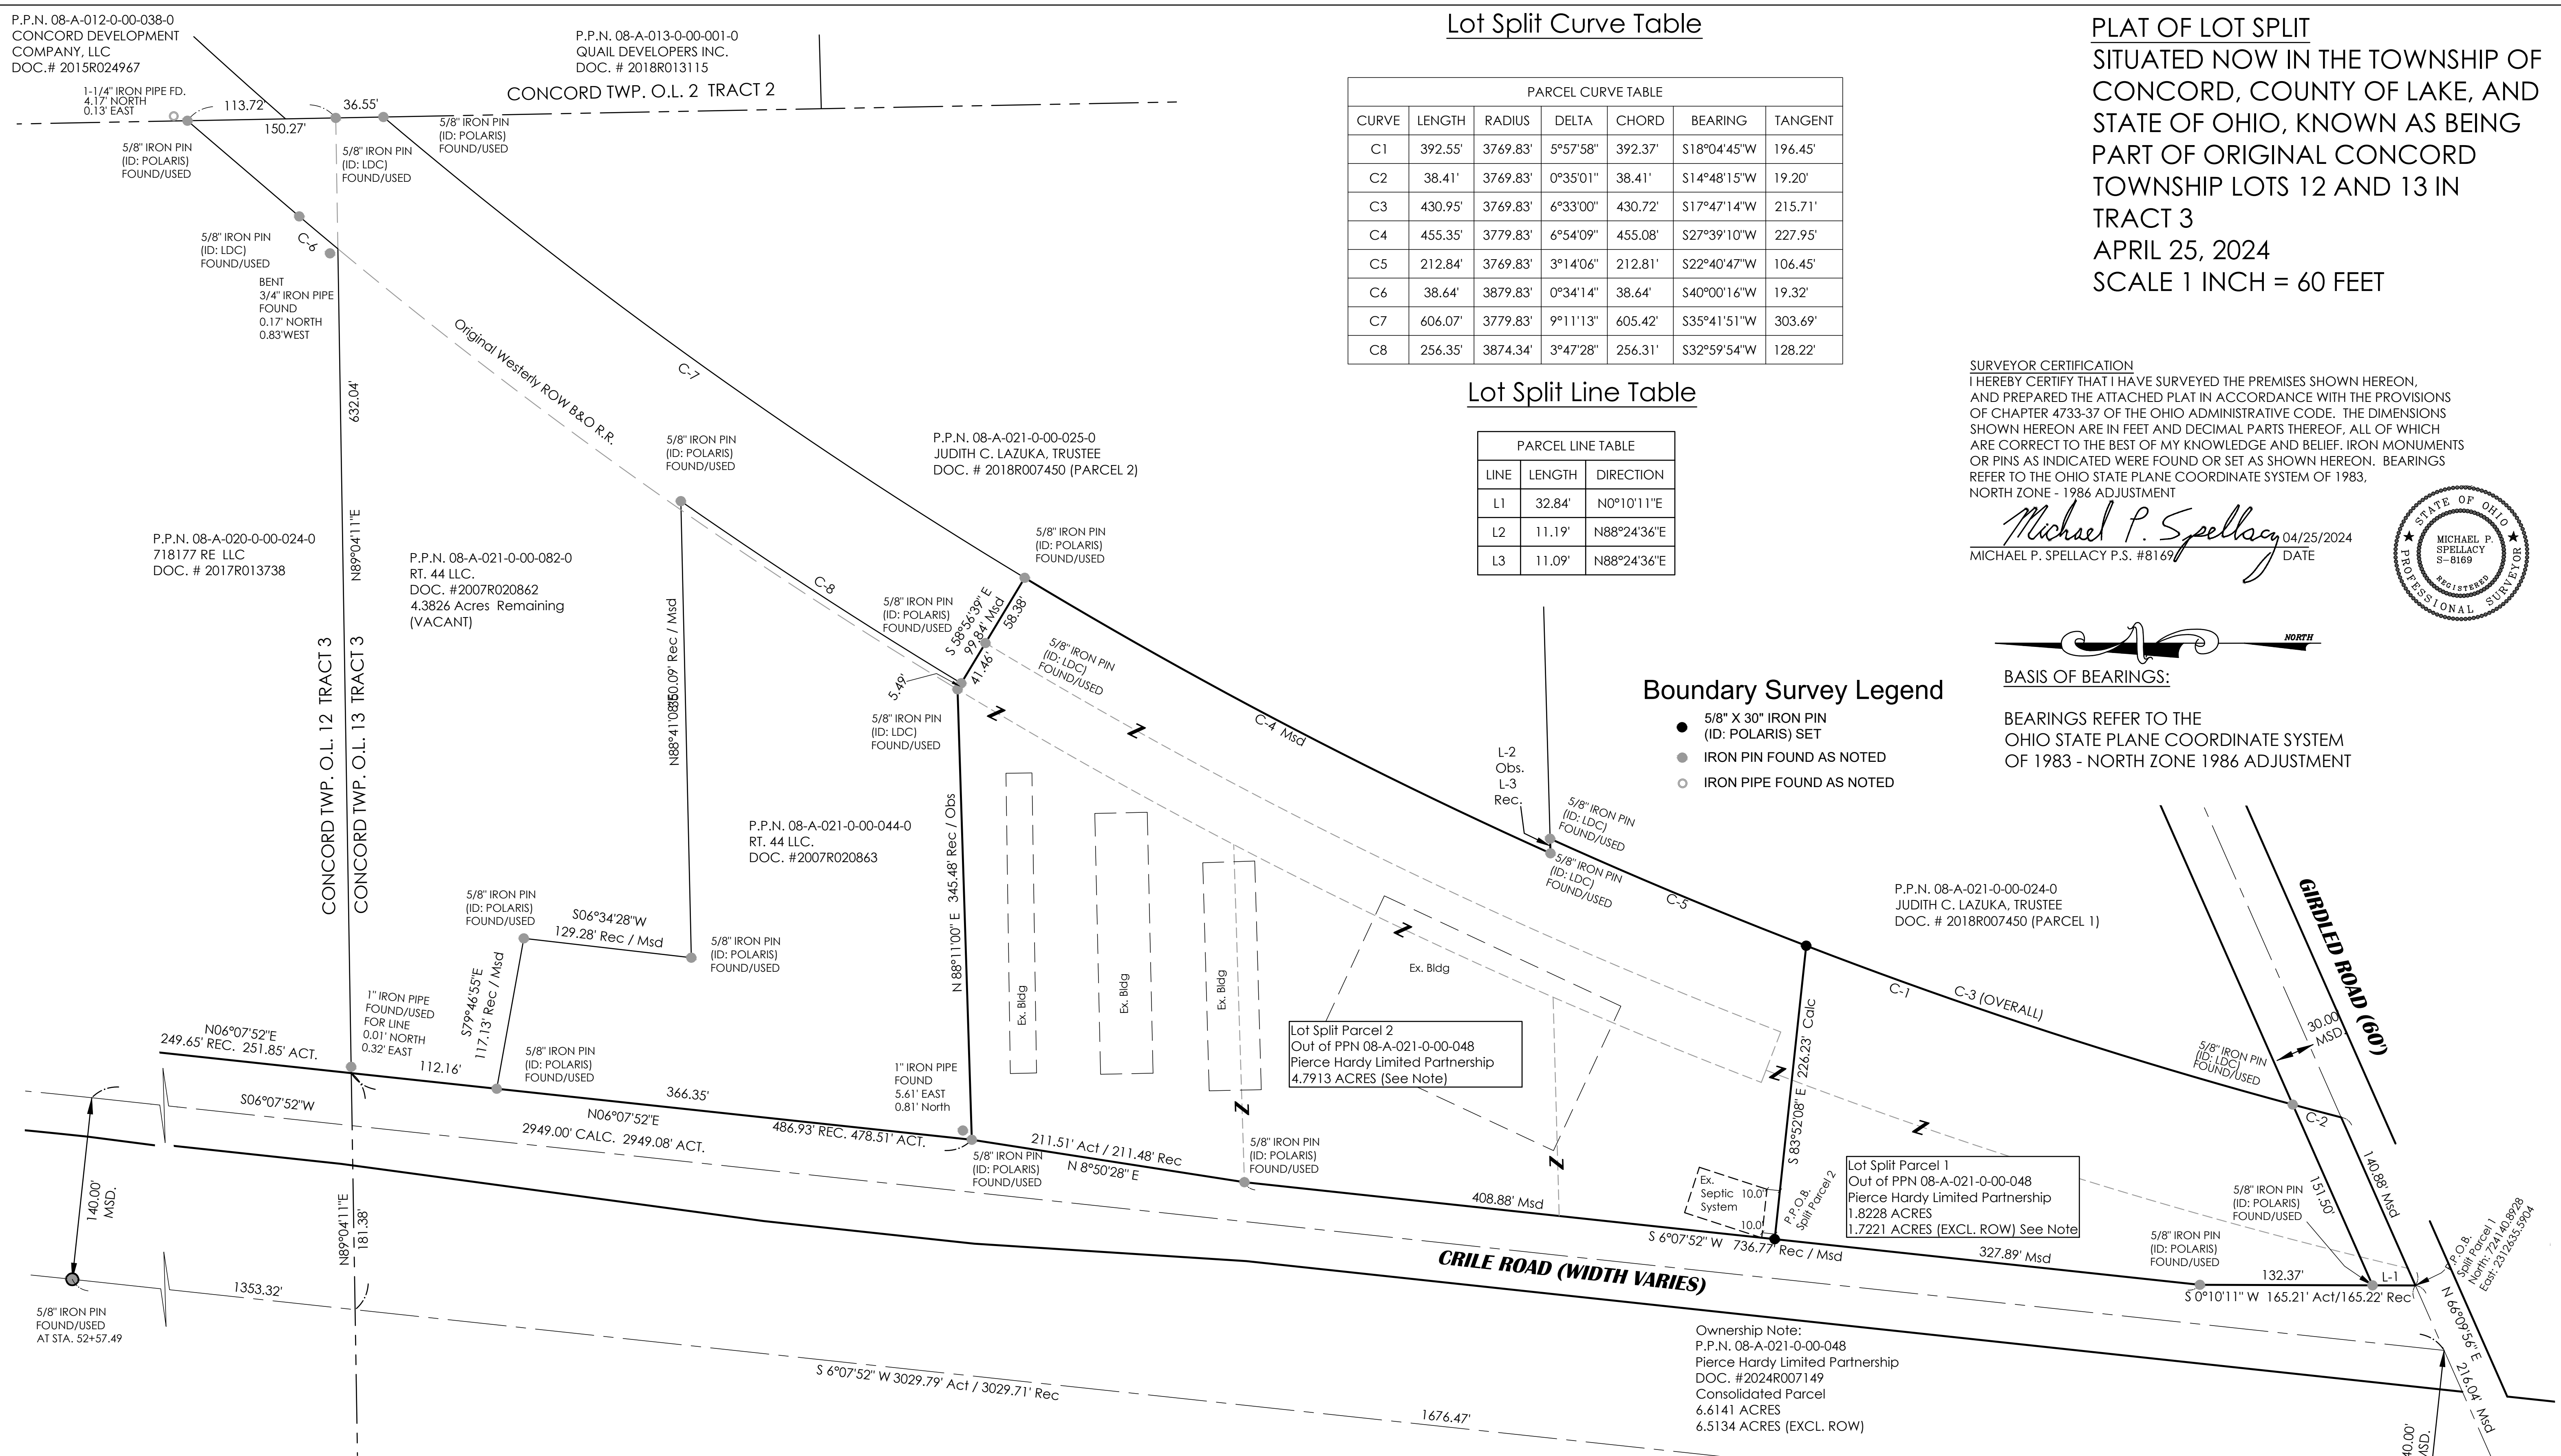 P.P.N. 08-A-012-0-00-038-0
CONCORD DEVELOPMENT
COMPANY, LLC
DOC.# 2015R024967
P.P.N. 08-A-013-0-00-001-0
QUAIL DEVELOPERS INC.
DOC. # 2018R013115
CONCORD TWP. O.L. 2 TRACT 2
1-1/4" IRON PIPE FD.
4.17' NORTH
0.13' EAST
113.72'
36.55'
150.27'
5/8" IRON PIN
(ID: POLARIS)
FOUND/USED
5/8" IRON PIN
(ID: LDC)
FOUND/USED
5/8" IRON PIN
(ID: POLARIS)
FOUND/USED
5/8" IRON PIN
(ID: LDC)
FOUND/USED
C-6
BENT
3/4" IRON PIPE
FOUND
0.17' NORTH
0.83'WEST
Original Westerly ROW B&O R.R.
C-7
632.04'
N89°04'11"E
Lot Split Curve Table
PARCEL CURVE TABLE
CURVE LENGTH RADIUS DELTA CHORD BEARING TANGENT
C1 392.55' 3769.83' 5°57'58" 392.37' S18°04'45"W 196.45'
C2 38.41' 3769.83' 0°35'01" 38.41' S14°48'15"W 19.20'
C3 430.95' 3769.83' 6°33'00" 430.72' S17°47'14"W 215.71'
C4 455.35' 3779.83' 6°54'09" 455.08' S27°39'10"W 227.95'
C5 212.84' 3769.83' 3°14'06" 212.81' S22°40'47"W 106.45'
C6 38.64' 3879.83' 0°34'14" 38.64' S40°00'16"W 19.32'
C7 606.07' 3779.83' 9°11'13" 605.42' S35°41'51"W 303.69'
C8 256.35' 3874.34' 3°47'28" 256.31' S32°59'54"W 128.22'
Lot Split Line Table
PARCEL LINE TABLE
LINE LENGTH DIRECTION
L1 32.84' N0°10'11"E
L2 11.19' N88°24'36"E
L3 11.09' N88°24'36"E
PLAT OF LOT SPLIT
SITUATED NOW IN THE TOWNSHIP OF
CONCORD, COUNTY OF LAKE, AND
STATE OF OHIO, KNOWN AS BEING
PART OF ORIGINAL CONCORD
TOWNSHIP LOTS 12 AND 13 IN
TRACT 3
APRIL 25, 2024
SCALE 1 INCH = 60 FEET
SURVEYOR CERTIFICATION
I HEREBY CERTIFY THAT I HAVE SURVEYED THE PREMISES SHOWN HEREON,
AND PREPARED THE ATTACHED PLAT IN ACCORDANCE WITH THE PROVISIONS
OF CHAPTER 4733-37 OF THE OHIO ADMINISTRATIVE CODE. THE DIMENSIONS
SHOWN HEREON ARE IN FEET AND DECIMAL PARTS THEREOF, ALL OF WHICH
ARE CORRECT TO THE BEST OF MY KNOWLEDGE AND BELIEF. IRON MONUMENTS
OR PINS AS INDICATED WERE FOUND OR SET AS SHOWN HEREON. BEARINGS
REFER TO THE OHIO STATE PLANE COORDINATE SYSTEM OF 1983,
NORTH ZONE - 1986 ADJUSTMENT
Michael P. Spellacy
04/25/2024
MICHAEL P. SPELLACY P.S. #8169
DATE
STATE OF OHIO
MICHAEL P.
SPELLACY
S-8169
REGISTERED
PROFESSIONAL SURVEYOR
NORTH
BASIS OF BEARINGS:
BEARINGS REFER TO THE
OHIO STATE PLANE COORDINATE SYSTEM
OF 1983 - NORTH ZONE 1986 ADJUSTMENT
Boundary Survey Legend
5/8" X 30" IRON PIN
(ID: POLARIS) SET
IRON PIN FOUND AS NOTED
IRON PIPE FOUND AS NOTED
P.P.N. 08-A-020-0-00-024-0
718177 RE LLC
DOC. # 2017R013738
P.P.N. 08-A-021-0-00-082-0
RT. 44 LLC.
DOC. #2007R020862
4.3826 Acres Remaining
(VACANT)
CONCORD TWP. O.L. 12 TRACT 3
CONCORD TWP. O.L. 13 TRACT 3
5/8" IRON PIN
(ID: POLARIS)
FOUND/USED
P.P.N. 08-A-021-0-00-025-0
JUDITH C. LAZUKA, TRUSTEE
DOC. # 2018R007450 (PARCEL 2)
5/8" IRON PIN
(ID: POLARIS)
FOUND/USED
C-8
5/8" IRON PIN
(ID: POLARIS)
FOUND/USED
S 58°56'39" E
99.84' Msd
58.38'
41.46'
5.49'
5/8" IRON PIN
(ID: LDC)
FOUND/USED
5/8" IRON PIN
(ID: LDC)
FOUND/USED
Z
Z
C-4 Msd
350.09' Rec / Msd
P.P.N. 08-A-021-0-00-044-0
RT. 44 LLC.
DOC. #2007R020863
N 88°11'00" E 345.48' Rec / Obs
Ex. Bldg
Ex. Bldg
Ex. Bldg
Ex. Bldg
Z
L-2
Obs.
L-3
Rec.
5/8" IRON PIN
(ID: LDC)
FOUND/USED
5/8" IRON PIN
(ID: LDC)
FOUND/USED
C-5
P.P.N. 08-A-021-0-00-024-0
JUDITH C. LAZUKA, TRUSTEE
DOC. # 2018R007450 (PARCEL 1)
C-1
C-3 (OVERALL)
GIRDLED ROAD (60')
30.00'
MSD.
5/8" IRON PIN
(ID: LDC)
FOUND/USED
C-2
5/8" IRON PIN
(ID: POLARIS)
FOUND/USED
S06°34'28"W
129.28' Rec / Msd
5/8" IRON PIN
(ID: POLARIS)
FOUND/USED
S79°46'55"E
117.13' Rec / Msd
1" IRON PIPE
FOUND/USED
FOR LINE
0.01' NORTH
0.32' EAST
N06°07'52"E
249.65' REC. 251.85' ACT.
112.16'
5/8" IRON PIN
(ID: POLARIS)
FOUND/USED
366.35'
1" IRON PIPE
FOUND
5.61' EAST
0.81' North
S06°07'52"W
N06°07'52"E
2949.00' CALC. 2949.08' ACT.
486.93' REC. 478.51' ACT.
5/8" IRON PIN
(ID: POLARIS)
FOUND/USED
211.51' Act / 211.48' Rec
N 8°50'28" E
Z
5/8" IRON PIN
(ID: POLARIS)
FOUND/USED
Lot Split Parcel 2
Out of PPN 08-A-021-0-00-048
Pierce Hardy Limited Partnership
4.7913 ACRES (See Note)
Z
408.88' Msd
S 83°52'08" E 226.23' Calc
Z
Z
Ex.
Septic
System
10.0'
10.0'
P.P.O.B.
Split Parcel 2
Lot Split Parcel 1
Out of PPN 08-A-021-0-00-048
Pierce Hardy Limited Partnership
1.8228 ACRES
1.7221 ACRES (EXCL. ROW) See Note
S 6°07'52" W 736.77' Rec / Msd
327.89' Msd
5/8" IRON PIN
(ID: POLARIS)
FOUND/USED
5/8" IRON PIN
(ID: POLARIS)
FOUND/USED
151.50'
140.88' Msd
132.37'
L-1
S 0°10'11" W 165.21' Act/165.22' Rec
P.P.O.B.
Split Parcel 1
North: 724140.8928
East: 2312635.5904
N 66°09'56" E
216.04' Msd
CRILE ROAD (WIDTH VARIES)
140.00'
MSD.
N89°04'11"E
181.38'
1353.32'
5/8" IRON PIN
FOUND/USED
AT STA. 52+57.49
S 6°07'52" W 3029.79' Act / 3029.71' Rec
1676.47'
Ownership Note:
P.P.N. 08-A-021-0-00-048
Pierce Hardy Limited Partnership
DOC. #2024R007149
Consolidated Parcel
6.6141 ACRES
6.5134 ACRES (EXCL. ROW)